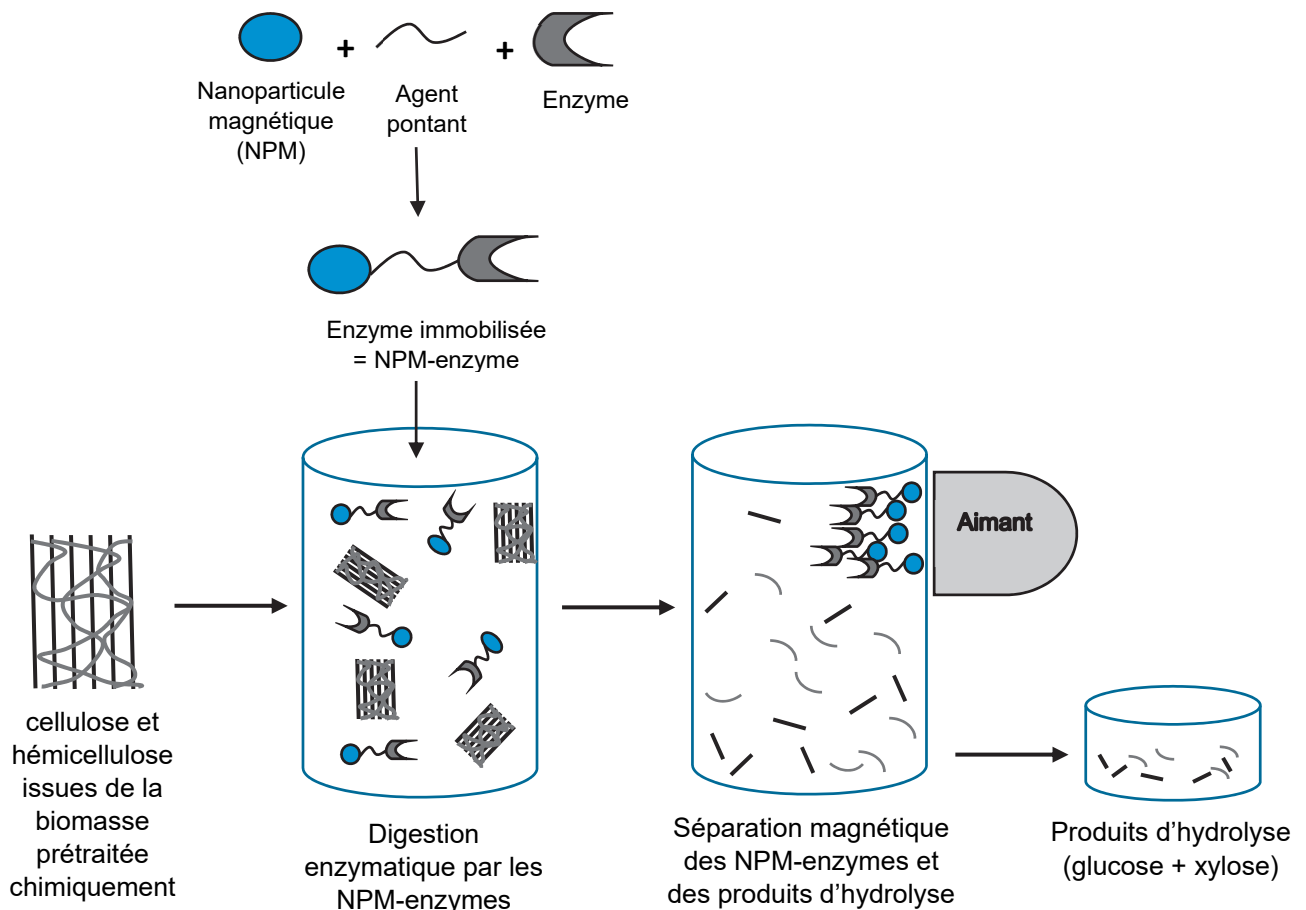 +
+
Nanoparticule
magnétique
(NPM)
Agent
pontant
Enzyme
Enzyme immobilisée
= NPM-enzyme
Aimant
cellulose et
hémicellulose
issues de la
biomasse
prétraitée
chimiquement
Digestion
enzymatique par les
NPM-enzymes
Séparation magnétique
des NPM-enzymes et
des produits d'hydrolyse
Produits d'hydrolyse
(glucose + xylose)